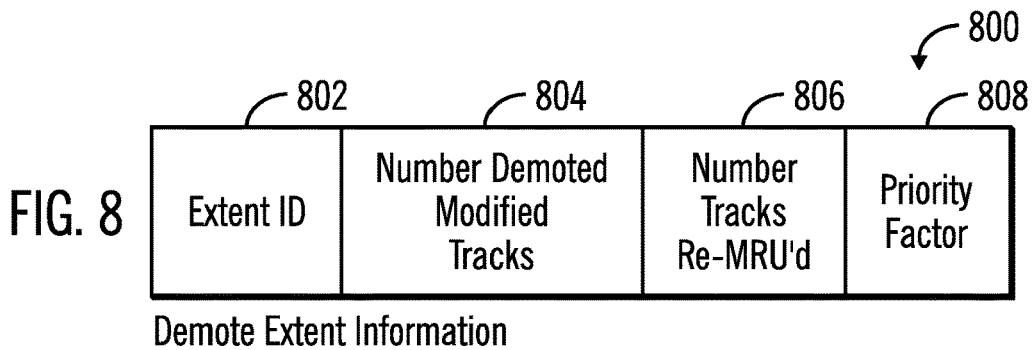 800
802
804
806
808
FIG. 8
Extent ID
Number Demoted
Modified
Tracks
Number
Tracks
Re-MRU'd
Priority
Factor
Demote Extent Information